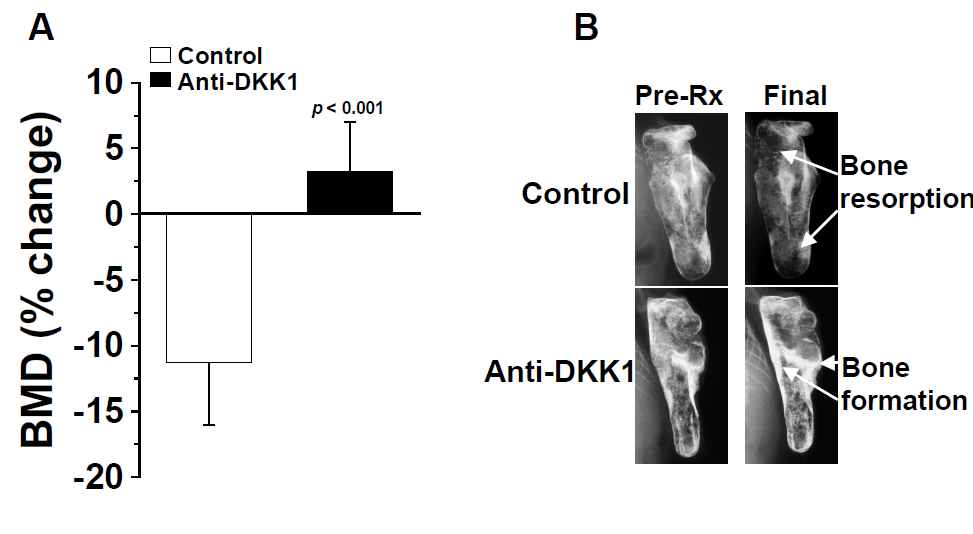 A
Control
Anti-DKK1
BMD (% change)
10
5
0
-5
-10
-15
-20
p < 0.001
B
Pre-Rx
Final
Control
Bone
resorption
Anti-DKK1
Bone
formation